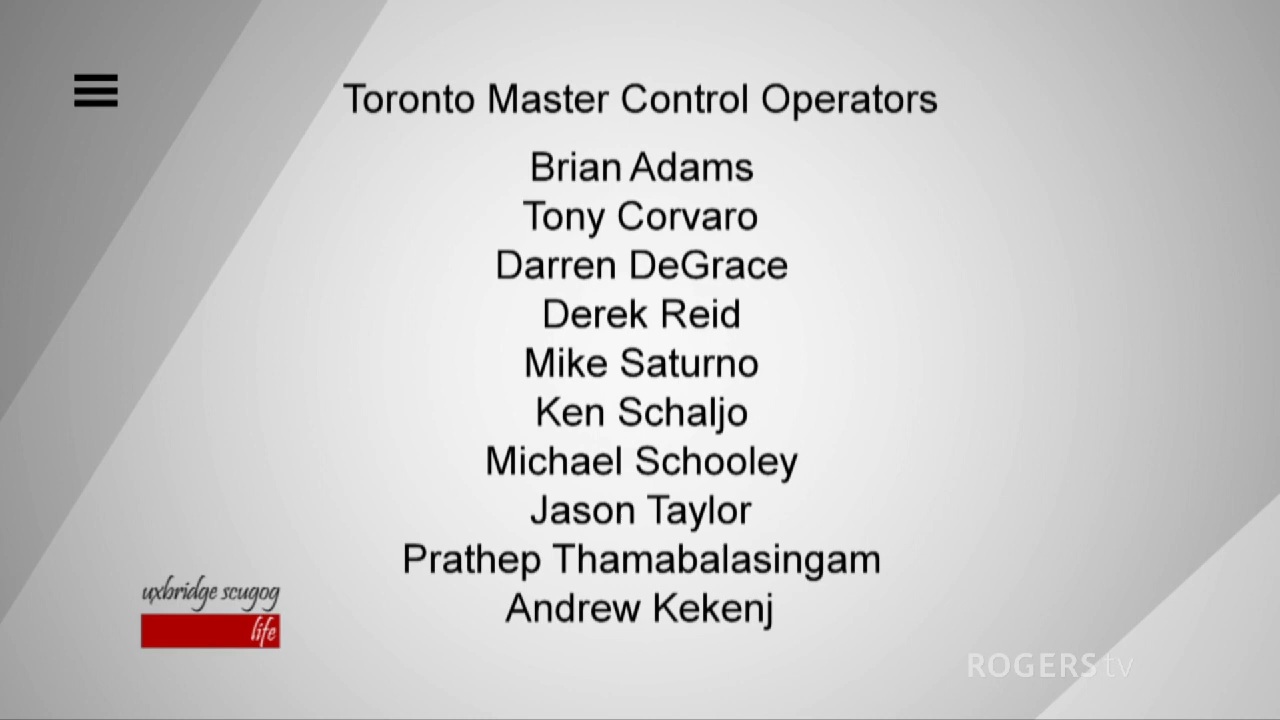 Toronto Master Control Operators
Brian Adams
Tony Corvaro
Darren DeGrace
Derek Reid
Mike Saturno
Ken Schaljo
Michael Schooley
Jason Taylor
Prathep Thamabalasingam
Andrew Kekenj
uxbridge scugog
life
ROGERS tv